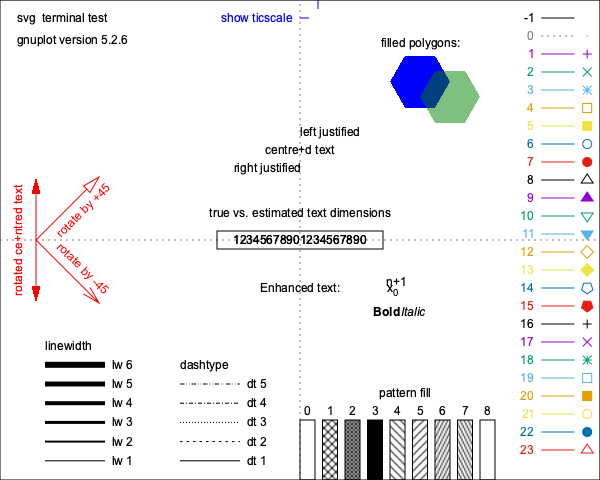 svg  terminal test
gnuplot version 5.2.6
show ticscale
filled polygons:
left justified
centre+d text
right justified
rotated ce+ntred text
rotate by +45
rotate by -45
true vs. estimated text dimensions
12345678901234567890
Enhanced text:
x0n+1
BoldItalic
linewidth
lw 6
lw 5
lw 4
lw 3
lw 2
lw 1
dashtype
dt 5
dt 4
dt 3
dt 2
dt 1
pattern fill
0 1 2 3 4 5 6 7 8
-1
0
1
2
3
4
5
6
7
8
9
10
11
12
13
14
15
16
17
18
19
20
21
22
23